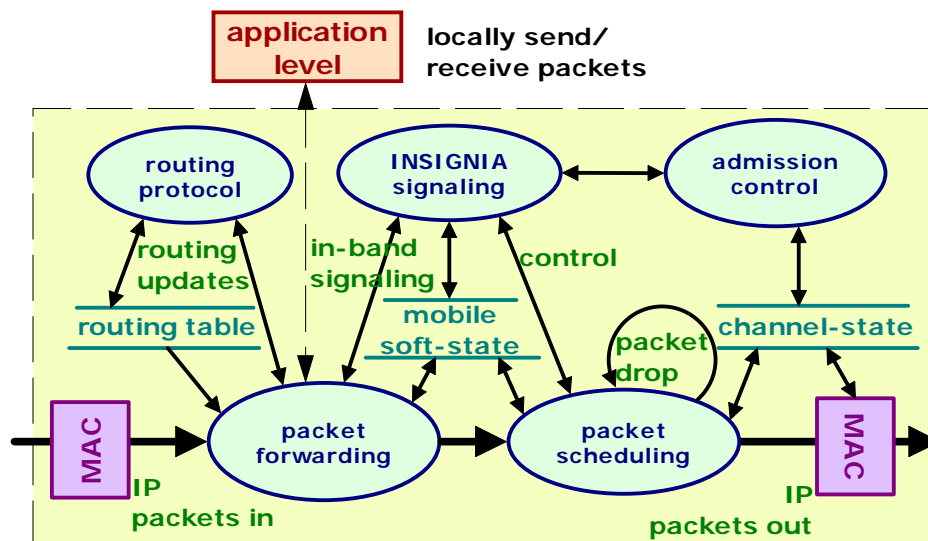 application
level
locally send/
receive packets
routing
protocol
INSIGNIA
signaling
admission
control
routing
updates
in-band
signaling
control
routing table
mobile
soft-state
packet
drop
channel-state
MAC
packet
forwarding
packet
scheduling
MAC
IP
packets in
IP
packets out